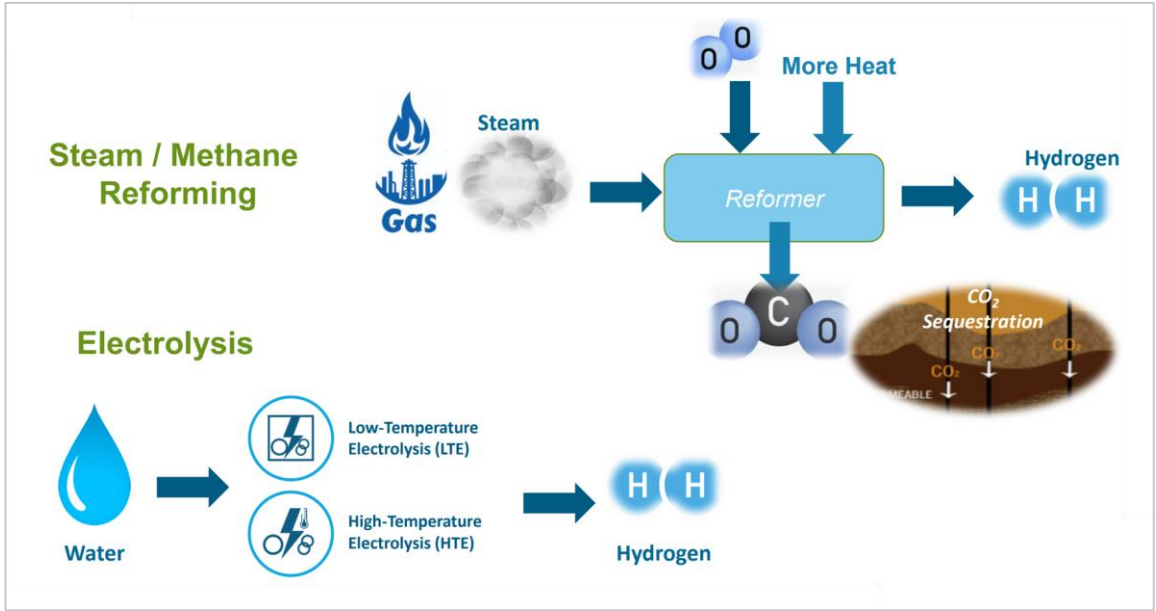 Steam / Methane
Reforming
Gas
Steam
O O
More Heat
Reformer
Hydrogen
H H
O C O
CO₂
Sequestration
CO₂
CO₂
CO₂
Electrolysis
Water
Low-Temperature
Electrolysis (LTE)
High-Temperature
Electrolysis (HTE)
H H
Hydrogen